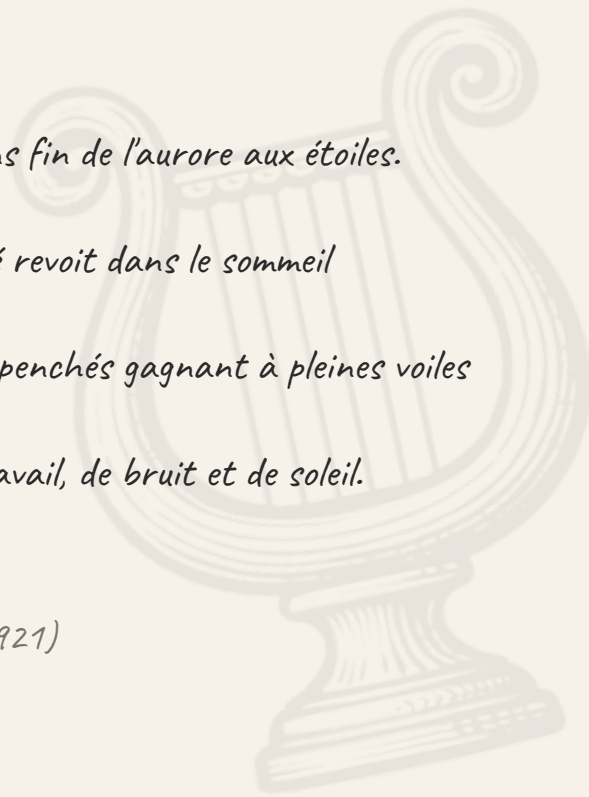 s fin de l'aurore aux étoiles.
é revoit dans le sommeil
penchés gagnant à pleines voiles
avail, de bruit et de soleil.
921)